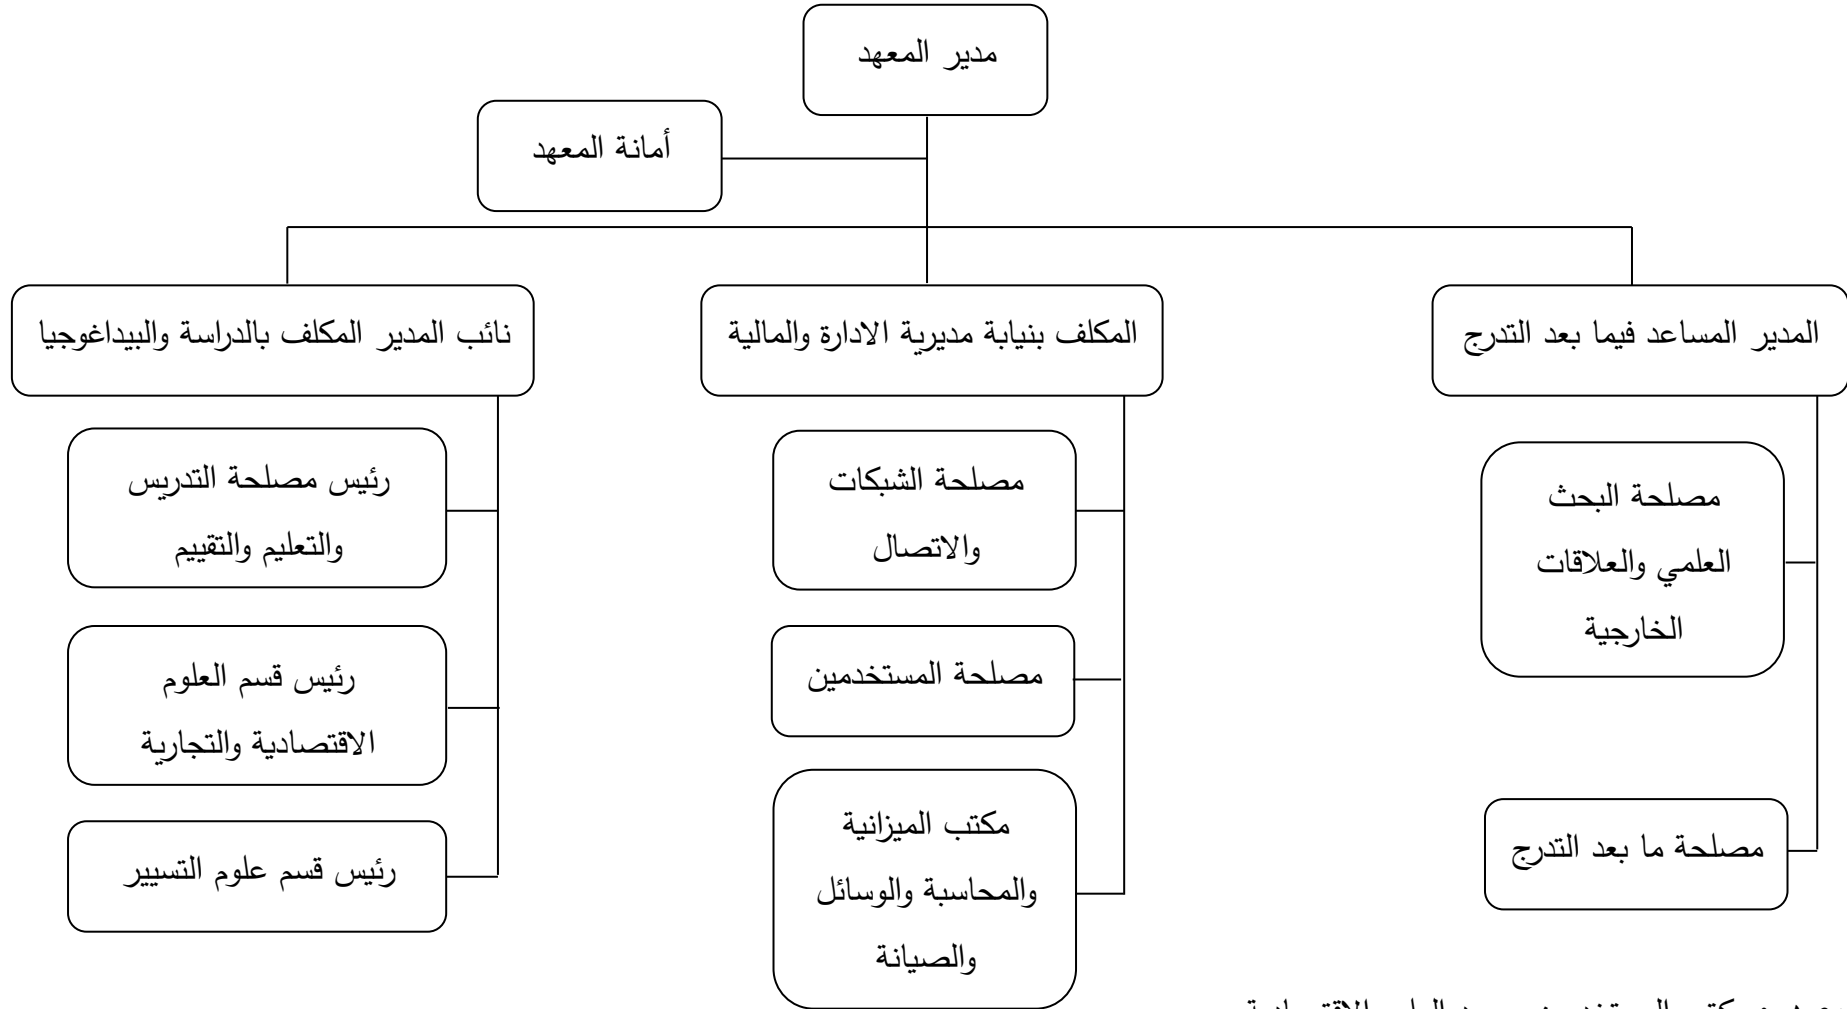 مدير المعهد
أمانة المعهد
المدير المساعد فيما بعد التدرج
المكلف بنيابة مديرية الادارة والمالية
نائب المدير المكلف بالدراسة والبيداغوجيا
مصلحة البحث
العلمي والعلاقات
الخارجية
مصلحة ما بعد التدرج
مصلحة الشبكات
والاتصال
مصلحة المستخدمين
مكتب الميزانية
والمحاسبة والوسائل
والصيانة
رئيس مصلحة التدريس
والتعليم والتقييم
رئيس قسم العلوم
الاقتصادية والتجارية
رئيس قسم علوم التسيير